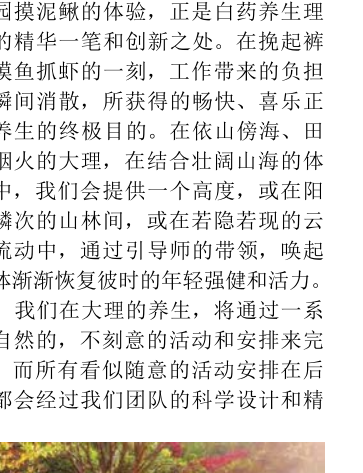 园摸泥鳅的体验，正是白药养生理
的精华一笔和创新之处。在挽起裤
摸鱼抓虾的一刻，工作带来的负担
瞬间消散，所获得的畅快、喜乐正
养生的终极目的。在依山傍海、田
烟火的大理，在结合壮阔山海的体
中，我们会提供一个高度，或在阳
鳞次的山林间，或在若隐若现的云
流动中，通过引导师的带领，唤起
体渐渐恢复彼时的年轻强健和活力。
我们在大理的养生，将通过一系
自然的，不刻意的活动和安排来完
而所有看似随意的活动安排在后
都会经过我们团队的科学设计和精